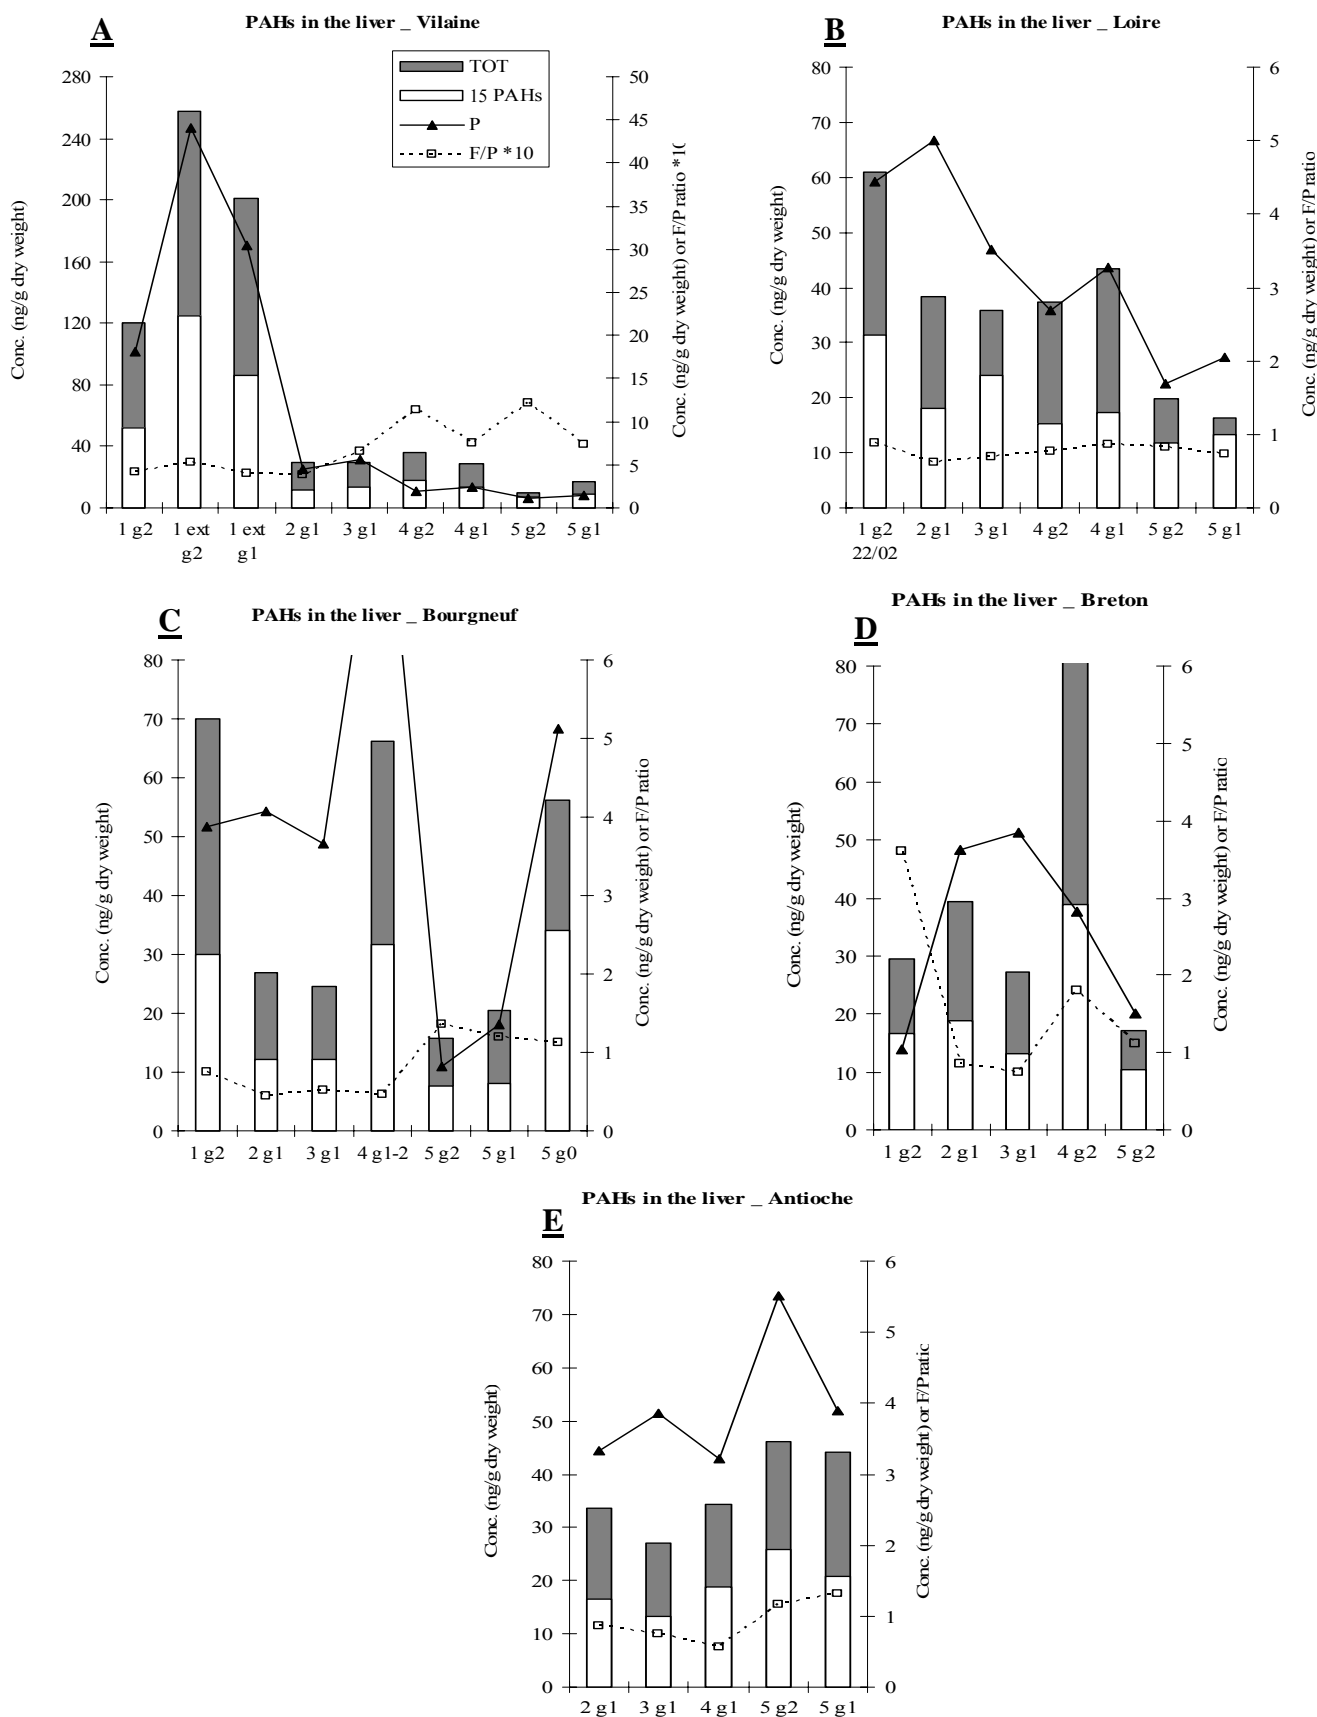 A
PAHs in the liver _ Vilaine
TOT
15 PAHs
P
F/P *10
280
240
200
160
120
80
40
0
50
45
40
35
30
25
20
15
10
5
0
Conc. (ng/g dry weight)
Conc. (ng/g dry weight) or F/P ratio *10
1 g2
1 ext g2
1 ext g1
2 g1
3 g1
4 g2
4 g1
5 g2
5 g1
B
PAHs in the liver _ Loire
80
70
60
50
40
30
20
10
0
6
5
4
3
2
1
0
Conc. (ng/g dry weight)
Conc. (ng/g dry weight) or F/P ratio
1 g2 22/02
2 g1
3 g1
4 g2
4 g1
5 g2
5 g1
C
PAHs in the liver _ Bourgneuf
80
70
60
50
40
30
20
10
0
6
5
4
3
2
1
0
Conc. (ng/g dry weight)
Conc. (ng/g dry weight) or F/P ratio
1 g2
2 g1
3 g1
4 g1-2
5 g2
5 g1
5 g0
D
PAHs in the liver _ Breton
80
70
60
50
40
30
20
10
0
6
5
4
3
2
1
0
Conc. (ng/g dry weight)
Conc. (ng/g dry weight) or F/P ratio
1 g2
2 g1
3 g1
4 g2
5 g2
E
PAHs in the liver _ Antioche
80
70
60
50
40
30
20
10
0
6
5
4
3
2
1
0
Conc. (ng/g dry weight)
Conc. (ng/g dry weight) or F/P ratio
2 g1
3 g1
4 g1
5 g2
5 g1